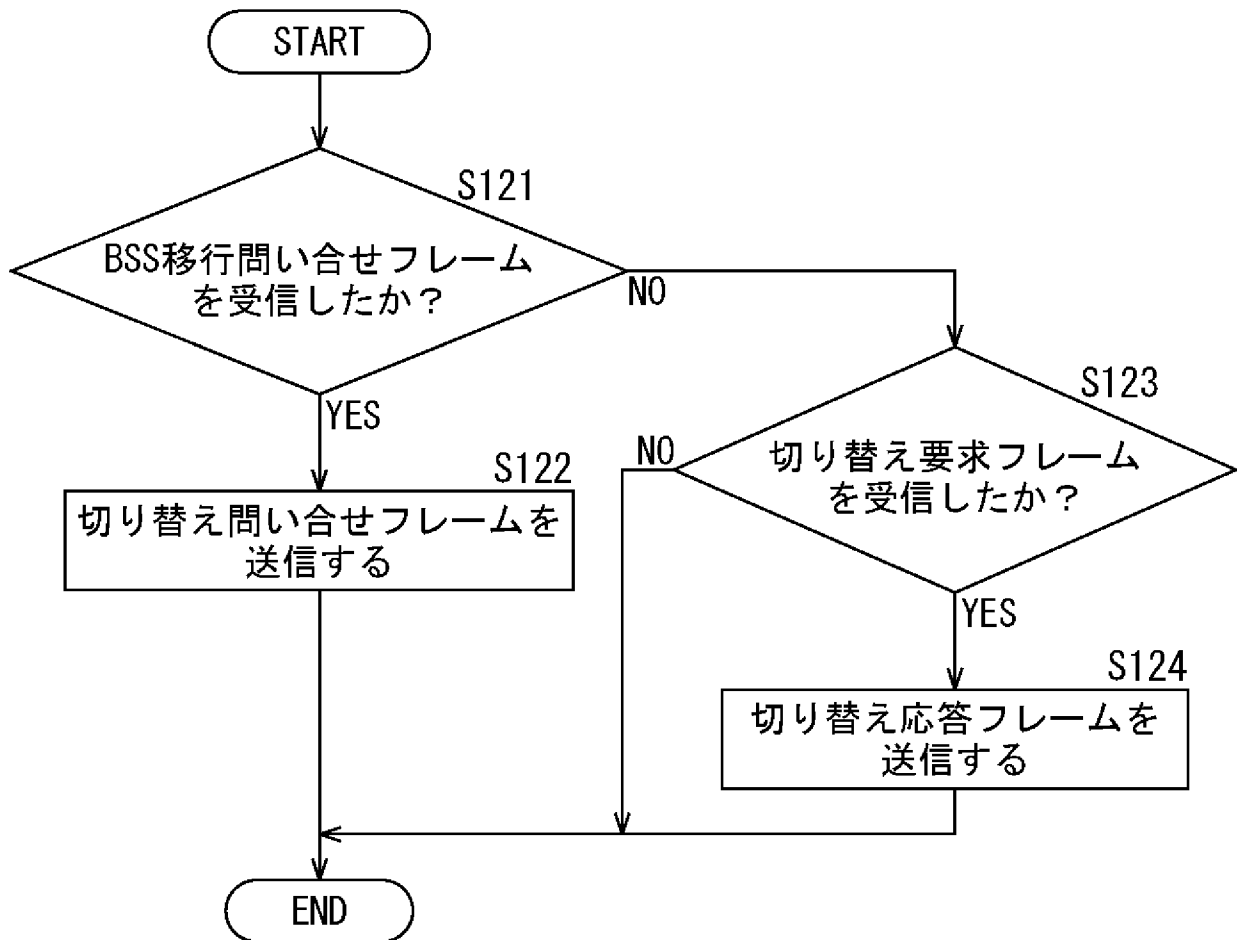 START
S121
BSS移行問い合せフレーム
を受信したか？
NO
YES
S122
切り替え問い合せフレームを
送信する
S123
切り替え要求フレーム
を受信したか？
NO
YES
S124
切り替え応答フレームを
送信する
END